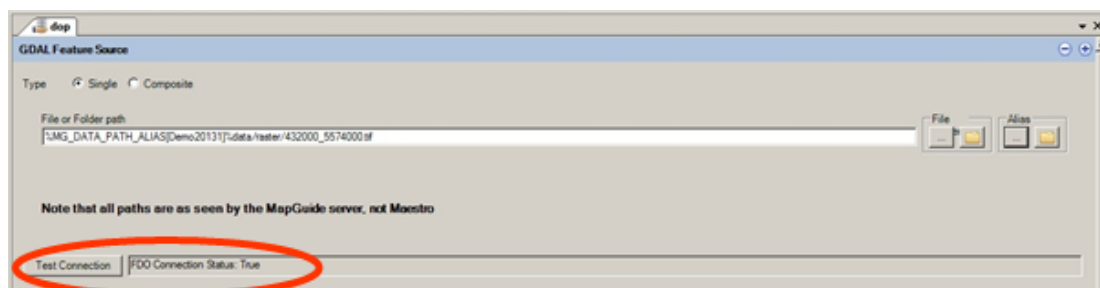 dop
GDAL Feature Source
Type Single Composite
File or Folder path
File Alias
%MG_DATA_PATH_ALIAS[Demo20131]%data/raster/432000_5574000.tif
... ...
Note that all paths are as seen by the MapGuide server, not Maestro
Test Connection FDO Connection Status: True